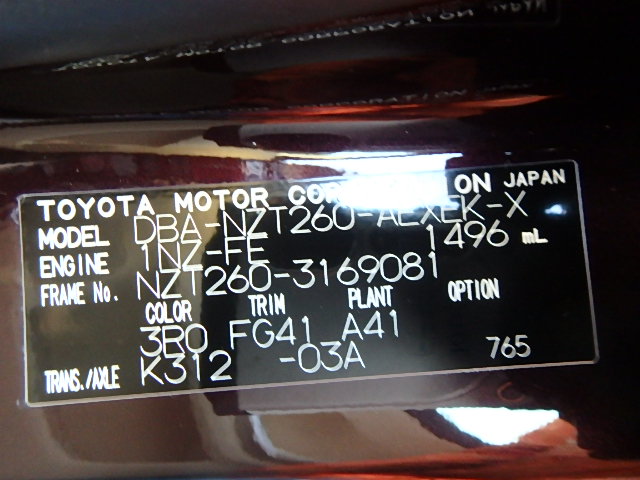 TOYOTA MOTOR CORPORATION JAPAN
MODEL DBA-NZT260-AEXEK-X
ENGINE 1NZ-FE 1496 mL
FRAME No. NZT260-3169081
COLOR TRIM PLANT OPTION
3R0 FG41 A41
TRANS./AXLE K312 -03A 765